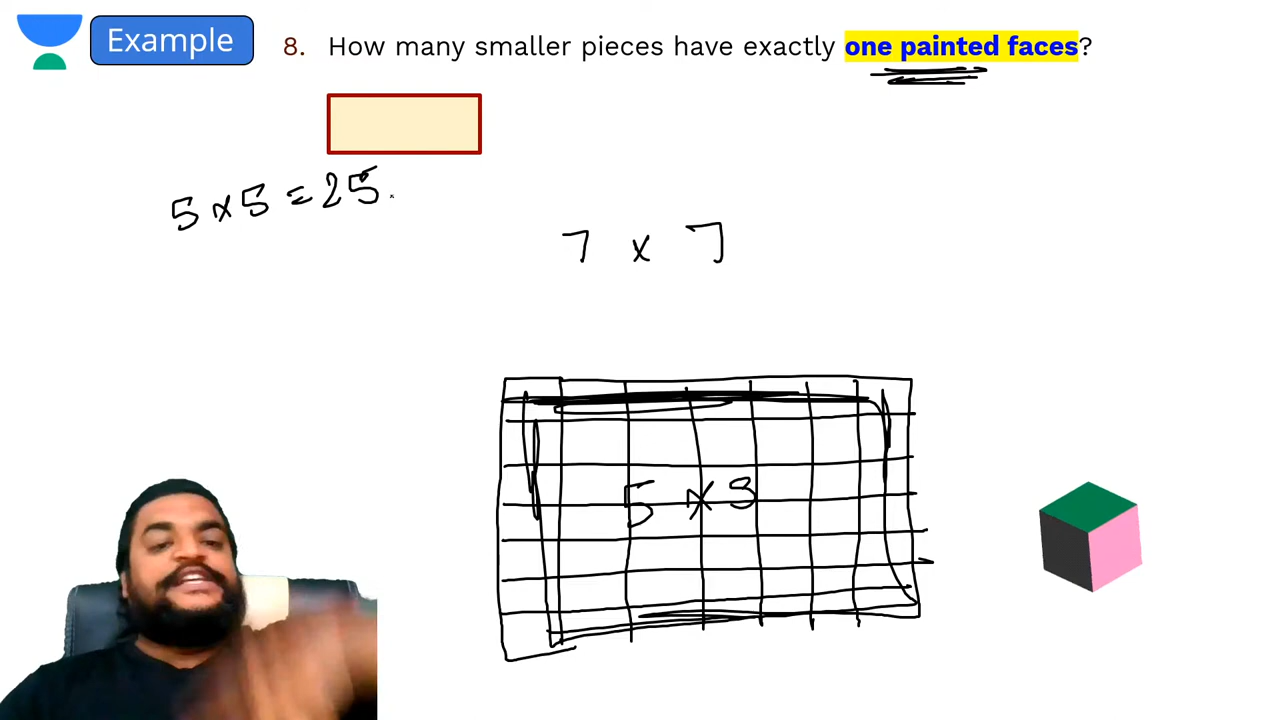 Example
8. How many smaller pieces have exactly one painted faces?
5 x 5 = 25.
7 x 7
5 x 3